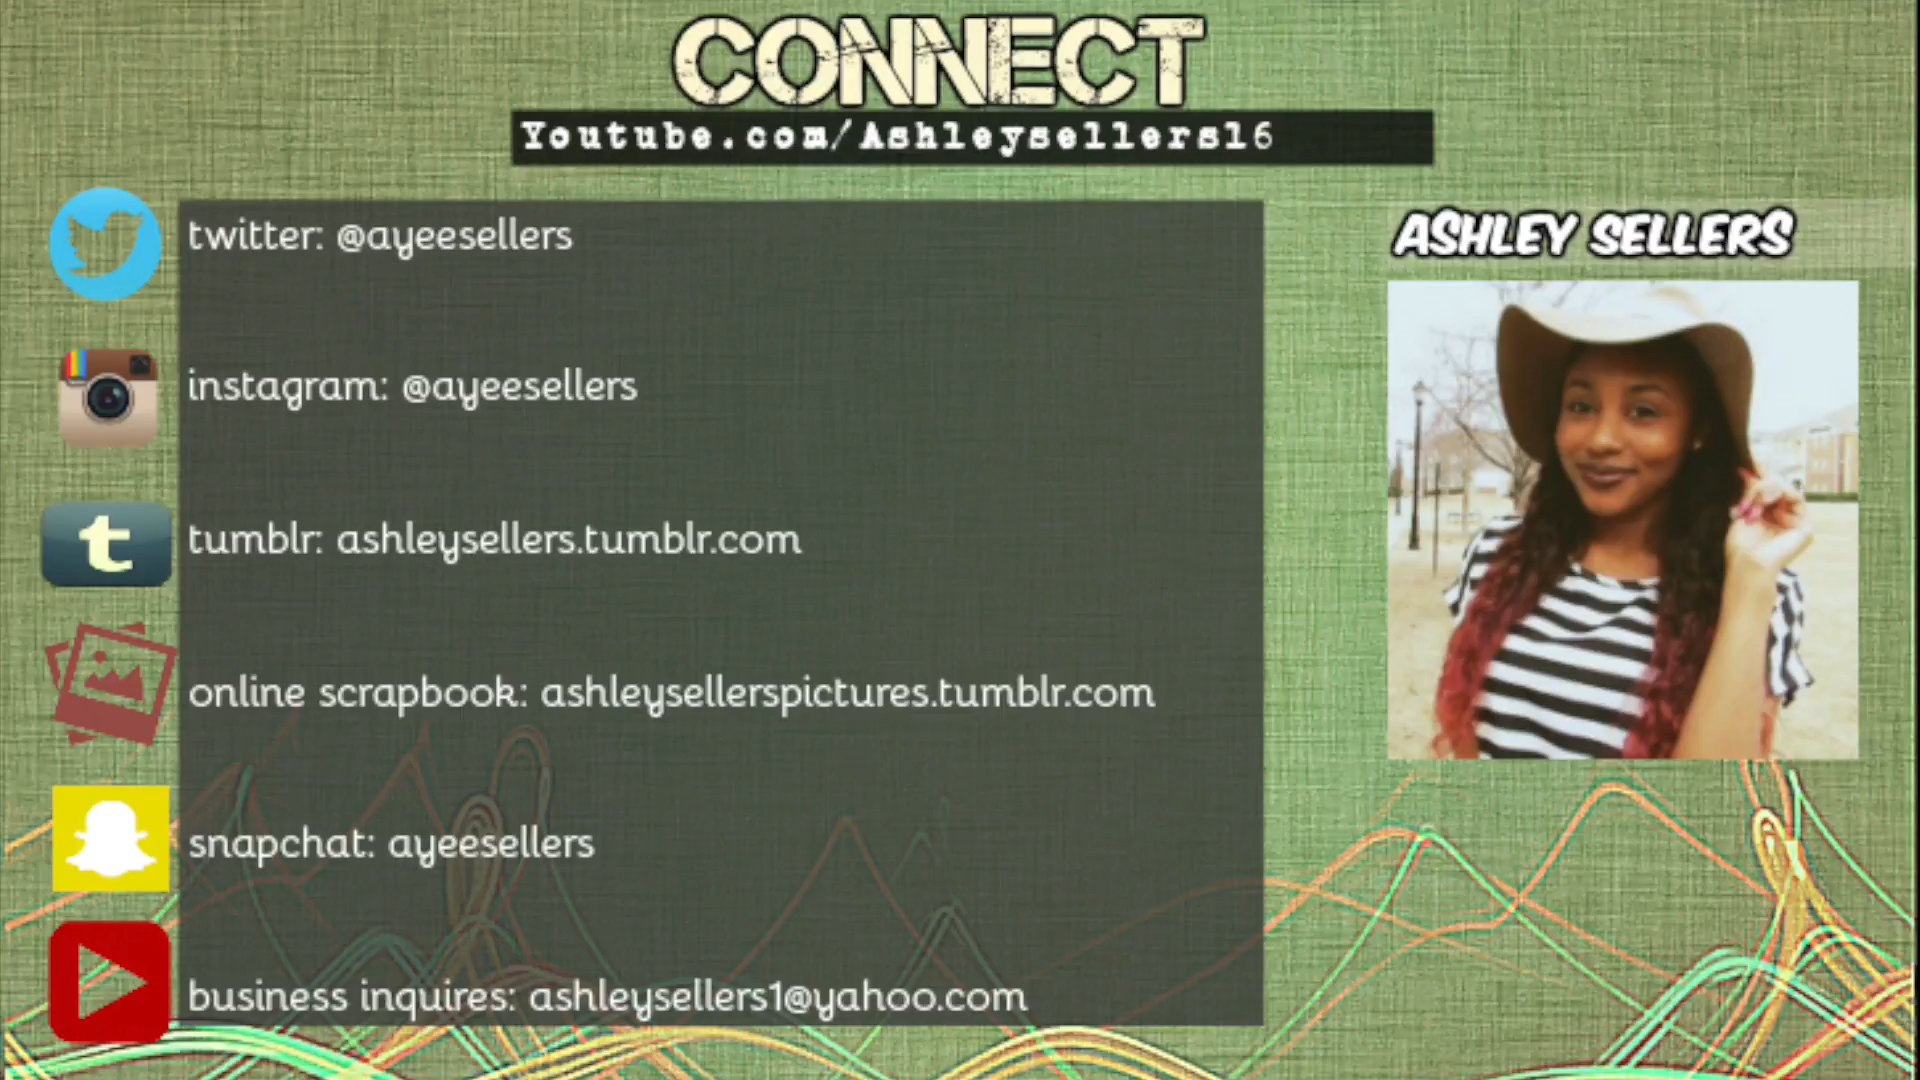 CONNECT
Youtube.com/Ashleysellers16
twitter: @ayeesellers
ASHLEY SELLERS
instagram: @ayeesellers
t
tumblr: ashleysellers.tumblr.com
online scrapbook: ashleysellerspictures.tumblr.com
snapchat: ayeesellers
business inquires: ashleysellers1@yahoo.com